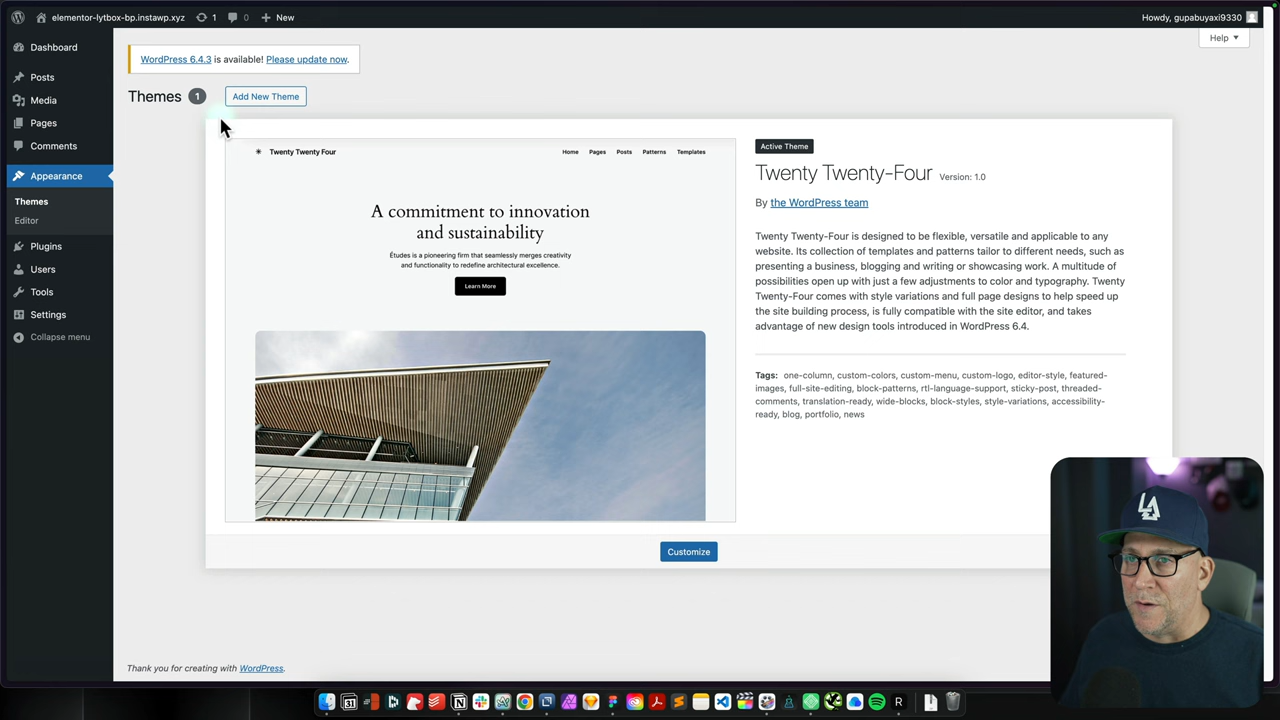 elementor-lytbox-bp.instawp.xyz 1 0 New Howdy, gupabuyaxi9330
Help
Dashboard
Posts
Media
Pages
Comments
Appearance
Themes
Editor
Plugins
Users
Tools
Settings
Collapse menu
WordPress 6.4.3 is available! Please update now.
Themes 1 Add New Theme
Twenty Twenty Four Home Pages Posts Patterns Templates
A commitment to innovation
and sustainability
Études is a pioneering firm that seamlessly merges creativity
and functionality to redefine architectural excellence.
Learn More
Active Theme
Twenty Twenty-Four Version: 1.0
By the WordPress team
Twenty Twenty-Four is designed to be flexible, versatile and applicable to any
website. Its collection of templates and patterns tailor to different needs, such as
presenting a business, blogging and writing or showcasing work. A multitude of
possibilities open up with just a few adjustments to color and typography. Twenty
Twenty-Four comes with style variations and full page designs to help speed up
the site building process, is fully compatible with the site editor, and takes
advantage of new design tools introduced in WordPress 6.4.
Tags: one-column, custom-colors, custom-menu, custom-logo, editor-style, featured-
images, full-site-editing, block-patterns, rtl-language-support, sticky-post, threaded-
comments, translation-ready, wide-blocks, block-styles, style-variations, accessibility-
ready, blog, portfolio, news
Customize
LA
Thank you for creating with WordPress.